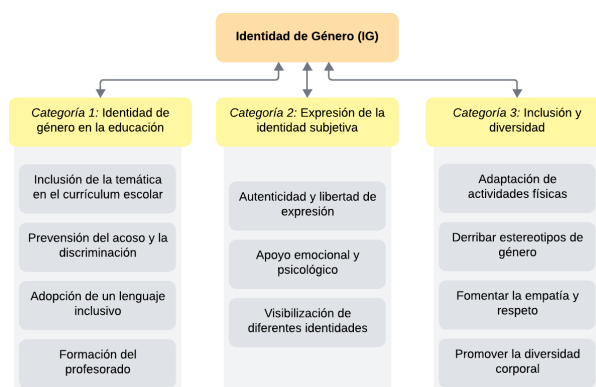 Identidad de Género (IG)
Categoría 1: Identidad de
género en la educación
Inclusión de la temática
en el currículum escolar
Prevención del acoso y la
discriminación
Adopción de un lenguaje
inclusivo
Formación del
profesorado
Categoría 2: Expresión de la
identidad subjetiva
Autenticidad y libertad de
expresión
Apoyo emocional y
psicológico
Visibilización de
diferentes identidades
Categoría 3: Inclusión y
diversidad
Adaptación de
actividades físicas
Derribar estereotipos de
género
Fomentar la empatía y
respeto
Promover la diversidad
corporal